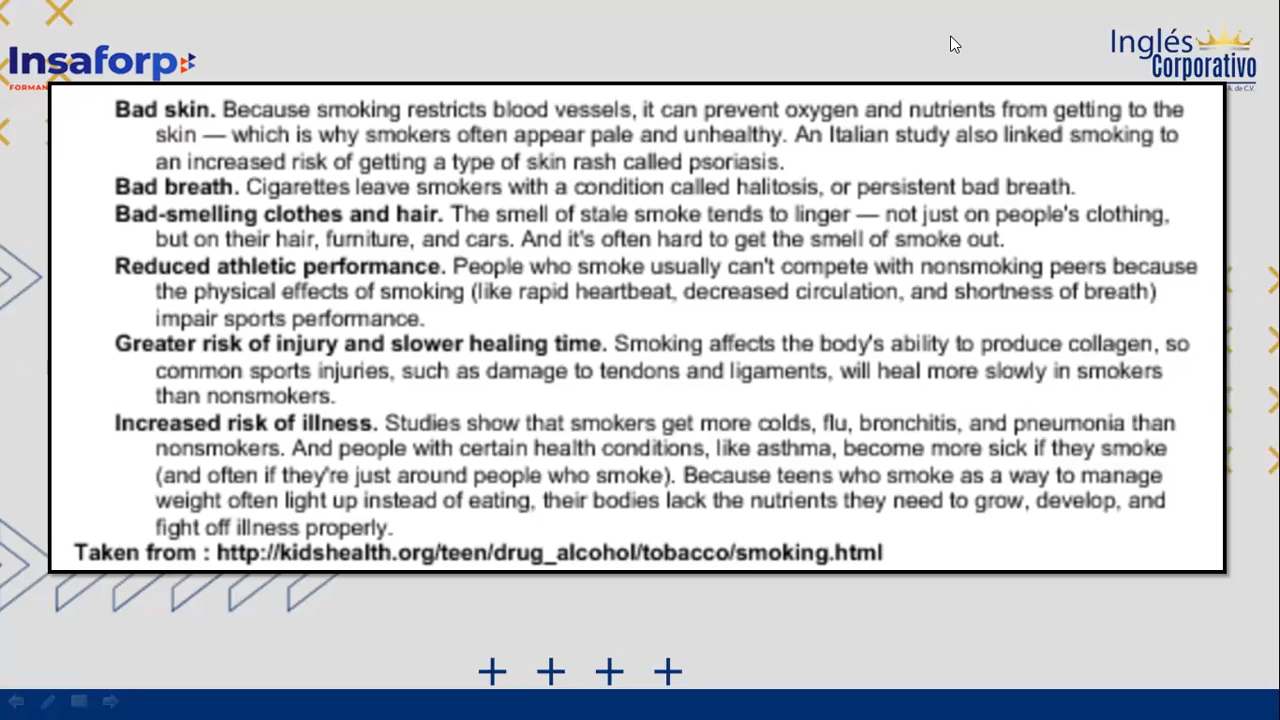 Insaforp
FORMAN
Inglés
Corporativo
A. de C.V.
Bad skin. Because smoking restricts blood vessels, it can prevent oxygen and nutrients from getting to the
skin — which is why smokers often appear pale and unhealthy. An Italian study also linked smoking to
an increased risk of getting a type of skin rash called psoriasis.
Bad breath. Cigarettes leave smokers with a condition called halitosis, or persistent bad breath.
Bad-smelling clothes and hair. The smell of stale smoke tends to linger — not just on people's clothing,
but on their hair, furniture, and cars. And it's often hard to get the smell of smoke out.
Reduced athletic performance. People who smoke usually can't compete with nonsmoking peers because
the physical effects of smoking (like rapid heartbeat, decreased circulation, and shortness of breath)
impair sports performance.
Greater risk of injury and slower healing time. Smoking affects the body's ability to produce collagen, so
common sports injuries, such as damage to tendons and ligaments, will heal more slowly in smokers
than nonsmokers.
Increased risk of illness. Studies show that smokers get more colds, flu, bronchitis, and pneumonia than
nonsmokers. And people with certain health conditions, like asthma, become more sick if they smoke
(and often if they're just around people who smoke). Because teens who smoke as a way to manage
weight often light up instead of eating, their bodies lack the nutrients they need to grow, develop, and
fight off illness properly.
Taken from : http://kidshealth.org/teen/drug_alcohol/tobacco/smoking.html